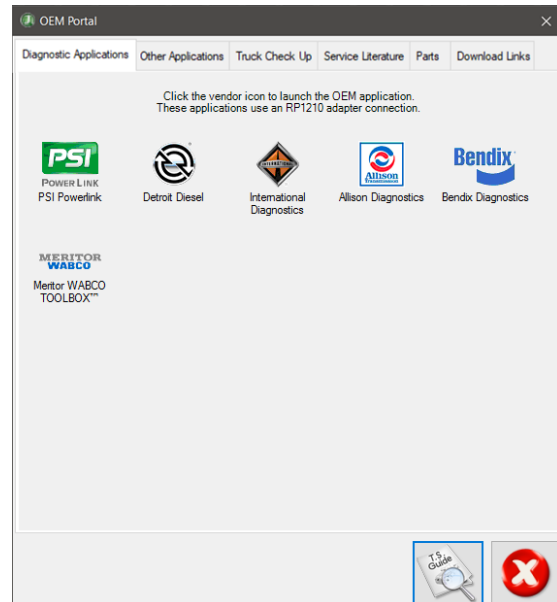 OEM Portal
Diagnostic Applications
Other Applications
Truck Check Up
Service Literature
Parts
Download Links
Click the vendor icon to launch the OEM application.
These applications use an RP1210 adapter connection.
PSI
POWER LINK
PSI Powerlink
Detroit Diesel
INTERNATIONAL
International
Diagnostics
Allison
Transmission
Allison Diagnostics
Bendix
Bendix Diagnostics
MERITOR
WABCO
Meritor WABCO
TOOLBOX™
T.S.
Guide